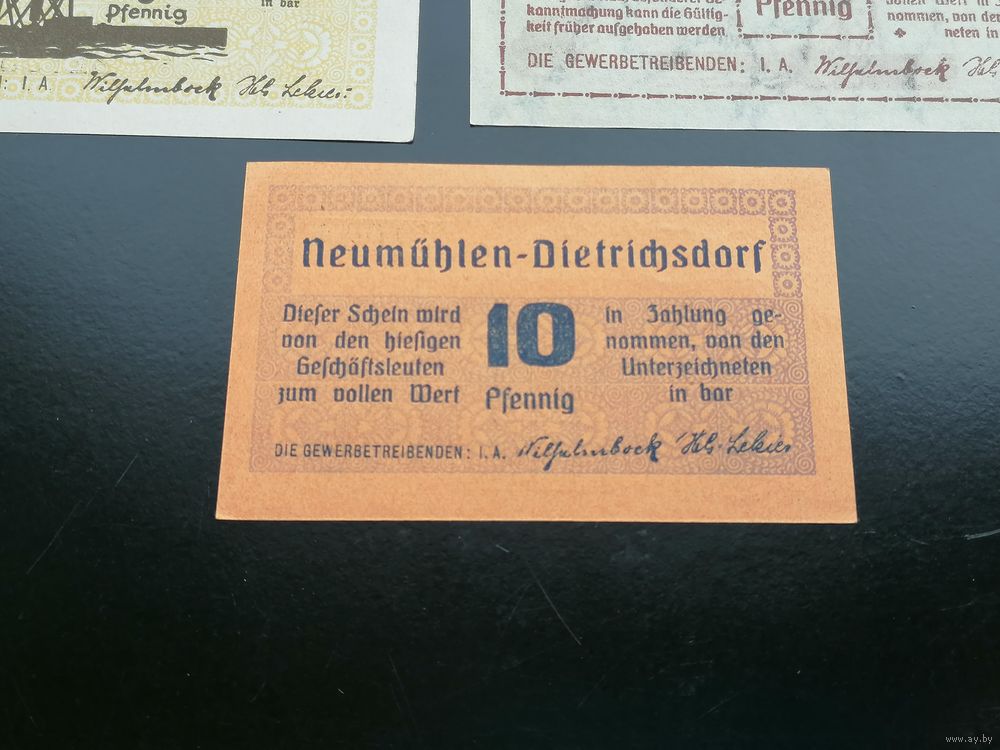 Pfennig
in bar
I. A. Wilhelmbock
kanntmachung kann die Gültig-
keit früher aufgehoben werden
Pfennig
nommen, von
neten in
DIE GEWERBETREIBENDEN: I. A. Wilhelmbock
Neumühlen-Dietrichsdorf
Dieser Schein wird
von den hiesigen
Geschäftsleuten
zum vollen Wert
10
Pfennig
in Zahlung ge-
nommen, von den
Unterzeichneten
in bar
DIE GEWERBETREIBENDEN: I. A. Wilhelmbock
www.ay.by